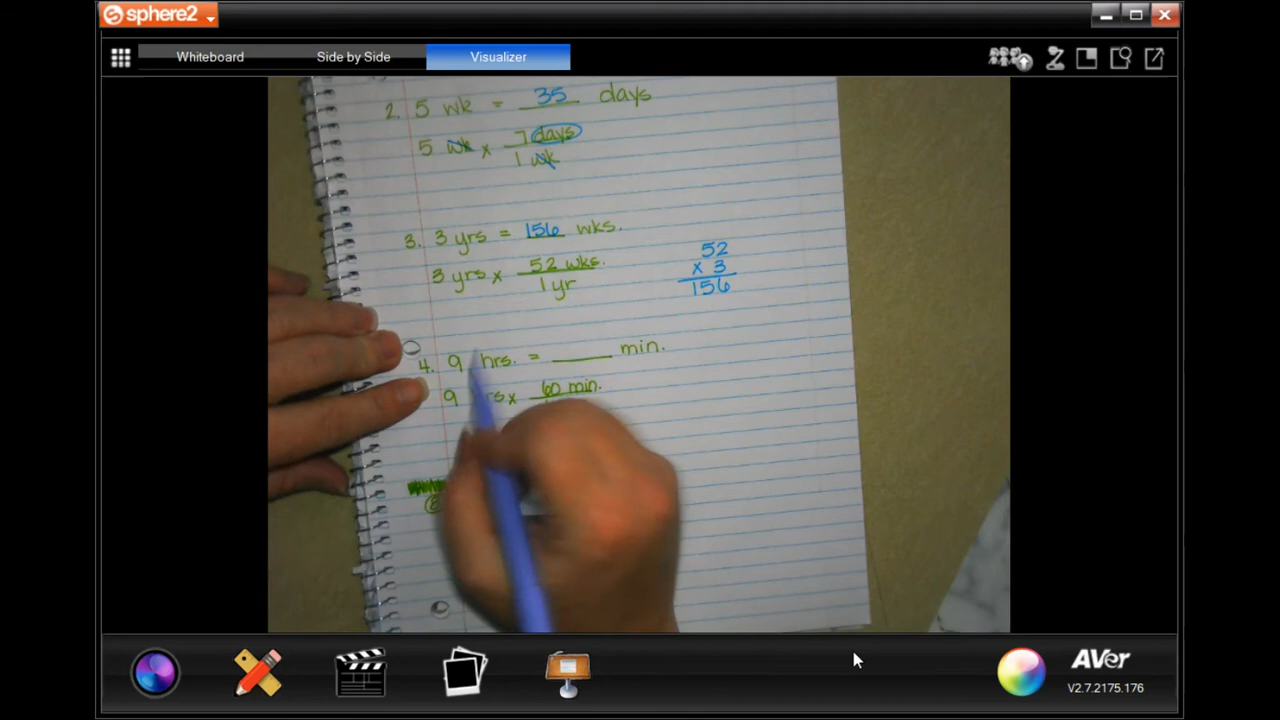 sphere2
Whiteboard Side by Side Visualizer
2. 5 wk = 35 days
5 wk x 7 days
1 wk
3. 3 yrs = 156 wks.
3 yrs x 52 wks.
1 yr
52
x 3
156
4. 9 hrs. = ____ min.
9 hrs x 60 min.
AVer
V2.7.2175.176